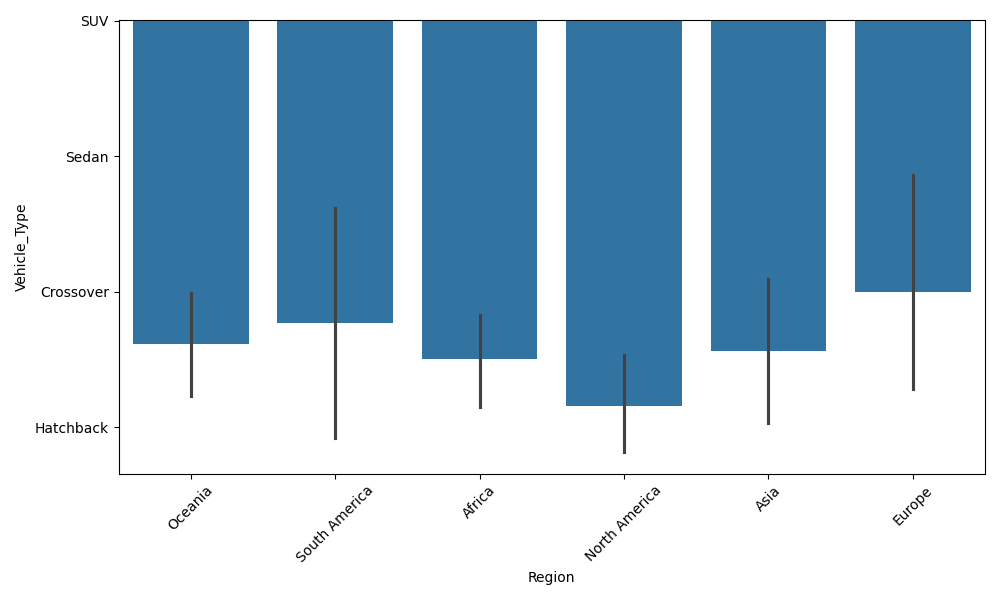 SUV
Sedan
Crossover
Hatchback
Vehicle_Type
Oceania
South America
Africa
North America
Asia
Europe
Region